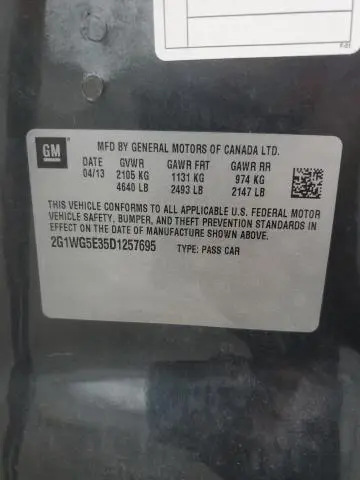 F-01
GM
MFD BY GENERAL MOTORS OF CANADA LTD.
DATE GVWR GAWR FRT GAWR RR
04/13 2105 KG 1131 KG 974 KG
4640 LB 2493 LB 2147 LB
THIS VEHICLE CONFORMS TO ALL APPLICABLE U.S. FEDERAL MOTOR
VEHICLE SAFETY, BUMPER, AND THEFT PREVENTION STANDARDS
IN EFFECT ON THE DATE OF MANUFACTURE SHOWN ABOVE.
2G1WG5E35D1257695 TYPE: PASS CAR